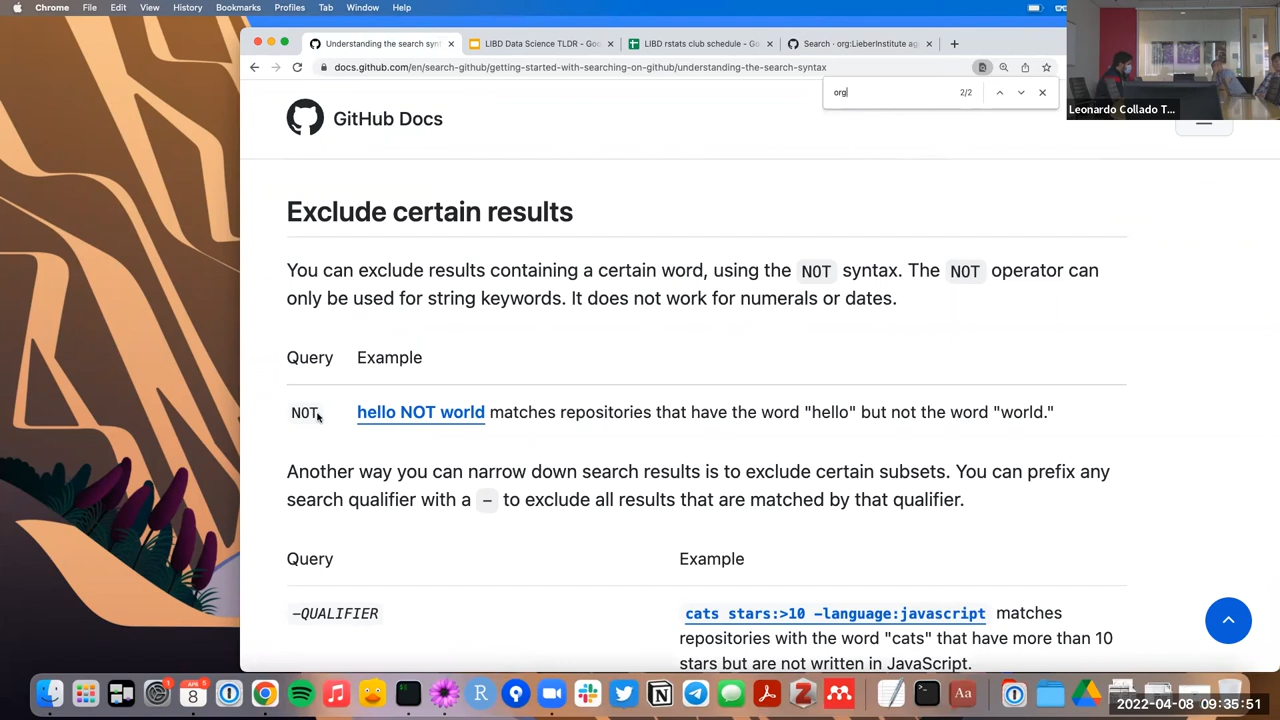 Chrome File Edit View History Bookmarks Profiles Tab Window Help
Understanding the search syn
LIBD Data Science TLDR - Goo
LIBD rstats club schedule - Go
Search · org:LieberInstitute ag
docs.github.com/en/search-github/getting-started-with-searching-on-github/understanding-the-search-syntax
org
2/2
Leonardo Collado T...
GitHub Docs
Exclude certain results
You can exclude results containing a certain word, using the NOT syntax. The NOT operator can
only be used for string keywords. It does not work for numerals or dates.
Query Example
NOT hello NOT world matches repositories that have the word "hello" but not the word "world."
Another way you can narrow down search results is to exclude certain subsets. You can prefix any
search qualifier with a - to exclude all results that are matched by that qualifier.
Query Example
-QUALIFIER cats stars:>10 -language:javascript matches
repositories with the word "cats" that have more than 10
stars but are not written in JavaScript.
2022-04-08 09:35:51